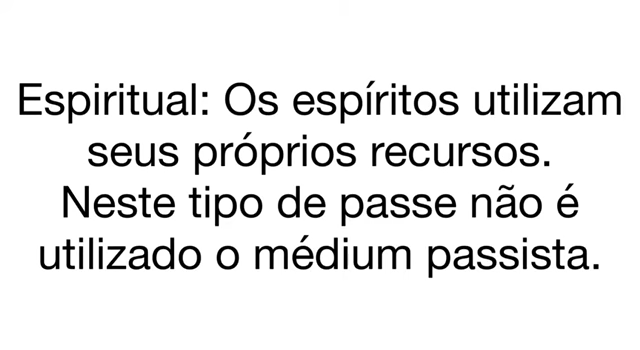 Espiritual: Os espíritos utilizam
seus próprios recursos.
Neste tipo de passe não é
utilizado o médium passista.